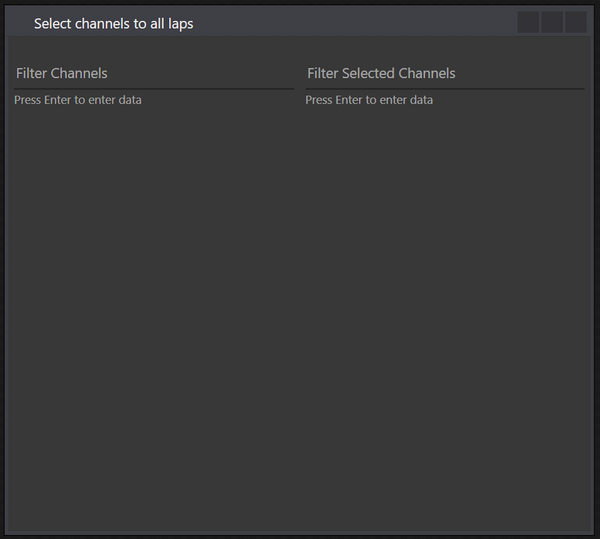 Select channels to all laps
Filter Channels
Filter Selected Channels
Press Enter to enter data
Press Enter to enter data